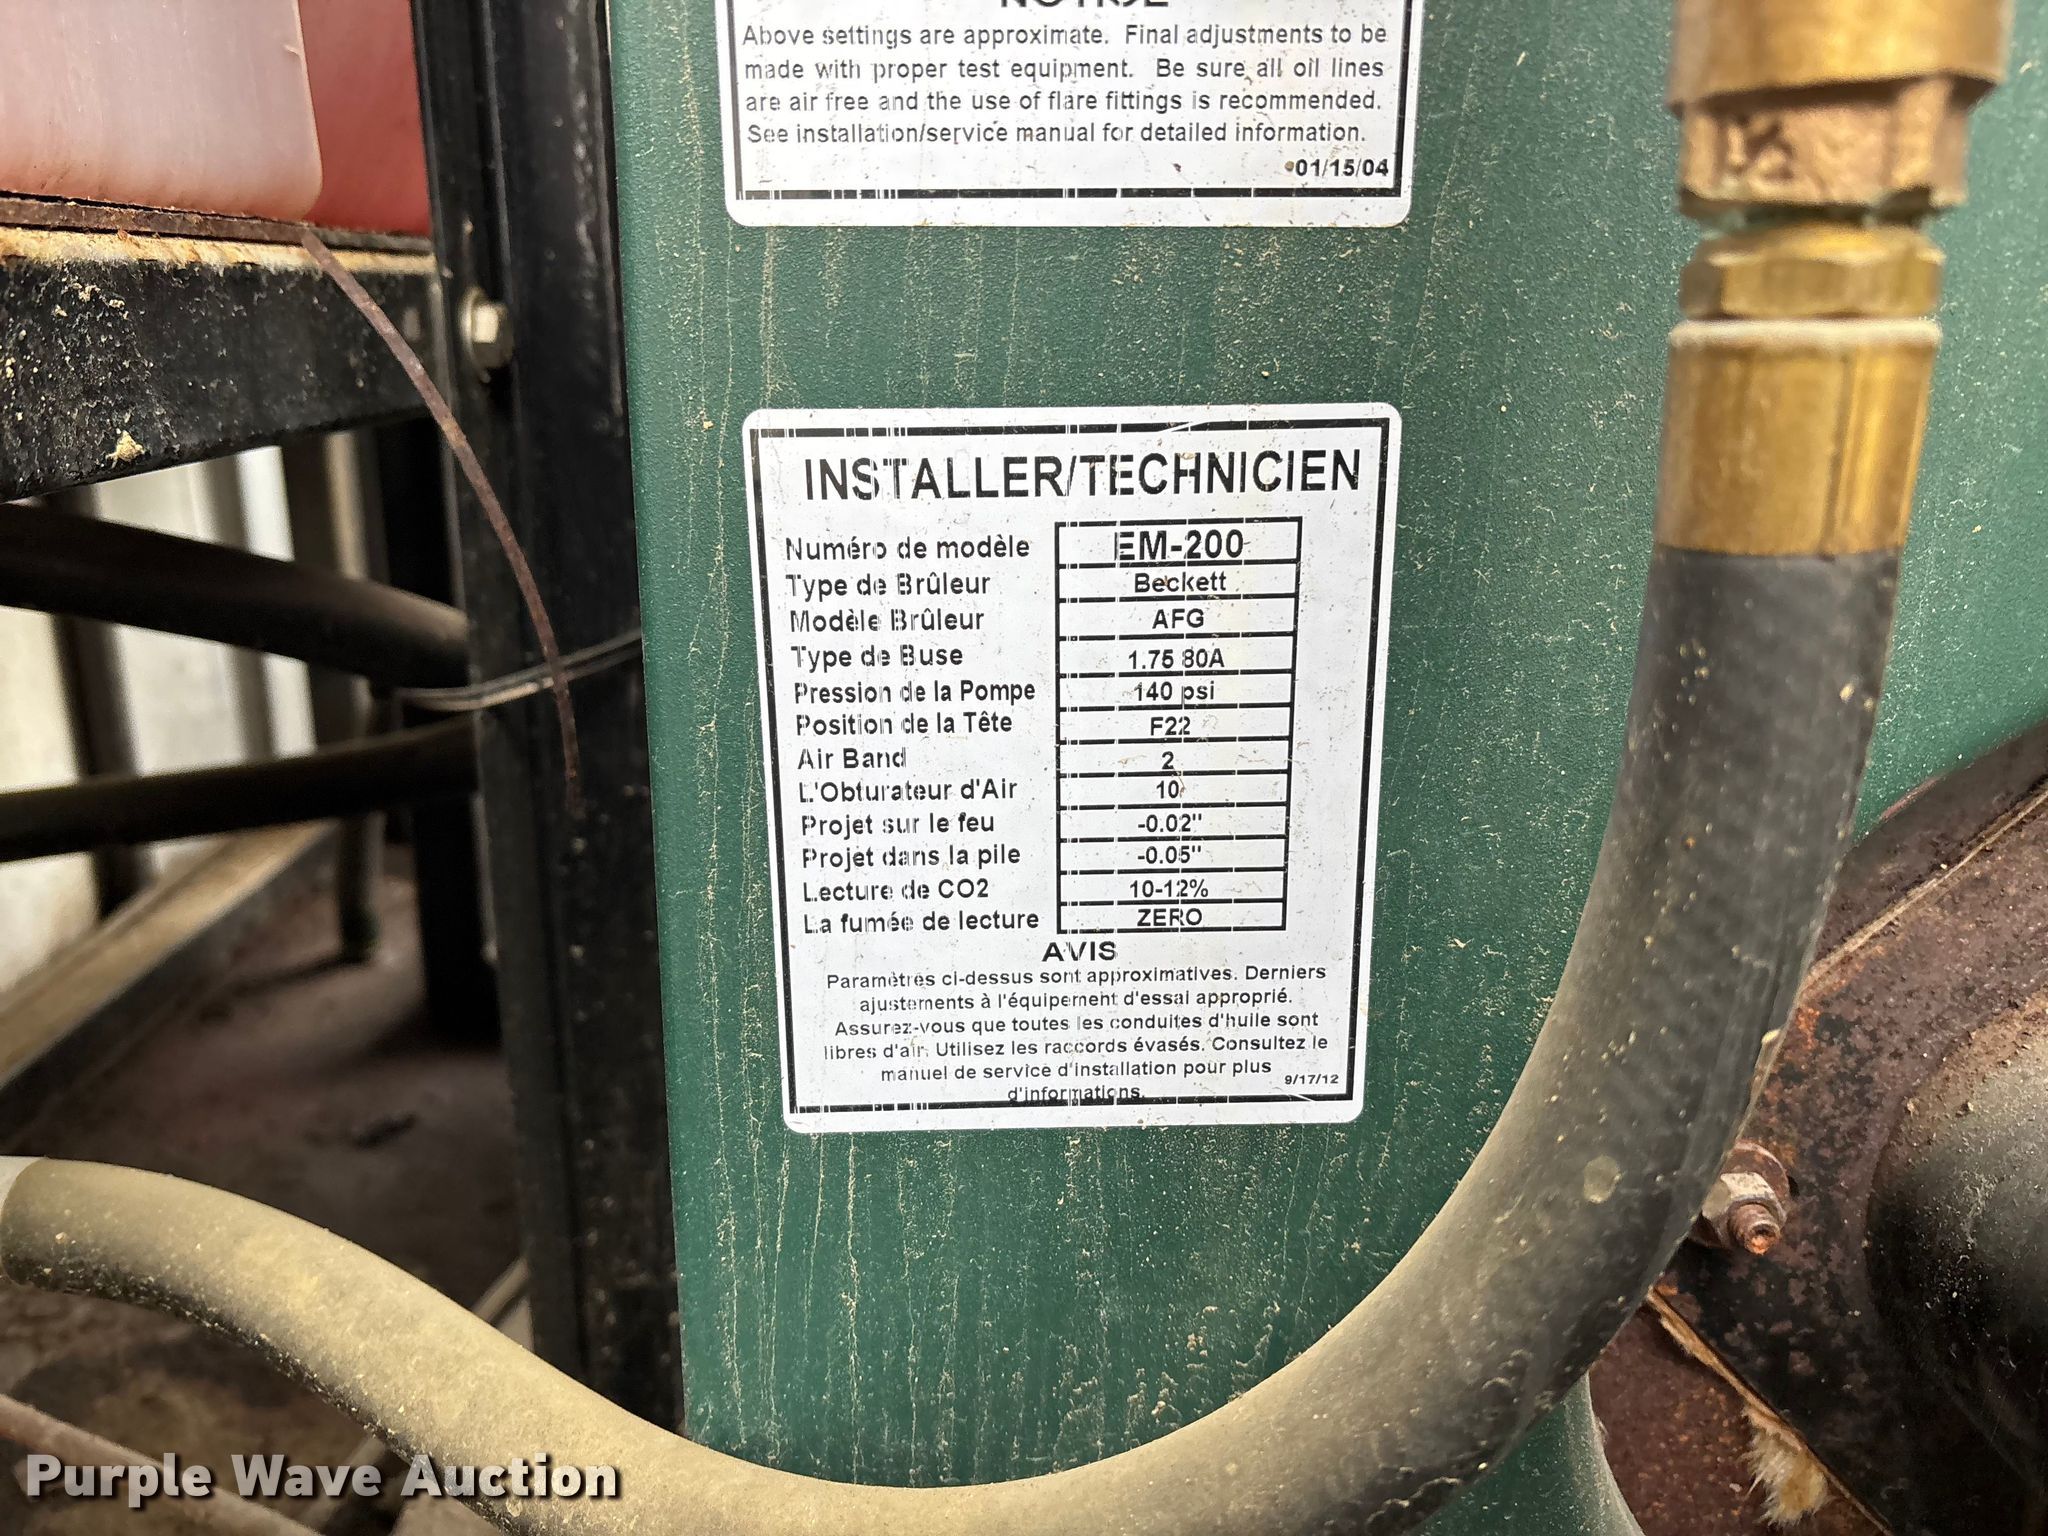 NOTICE
Above settings are approximate. Final adjustments to be
made with proper test equipment. Be sure all oil lines
are air free and the use of flare fittings is recommended.
See installation/service manual for detailed information.
01/15/04
INSTALLER/TECHNICIEN
Numéro de modèle EM-200
Type de Brûleur Beckett
Modèle Brûleur AFG
Type de Buse 1.75 80A
Pression de la Pompe 140 psi
Position de la Tête F22
Air Band 2
L'Obturateur d'Air 10
Projet sur le feu -0.02"
Projet dans la pile -0.05"
Lecture de CO2 10-12%
La fumée de lecture ZERO
AVIS
Paramètres ci-dessus sont approximatives. Derniers
ajustements à l'équipement d'essai approprié.
Assurez-vous que toutes les conduites d'huile sont
libres d'air. Utilisez les raccords évasés. Consultez le
manuel de service d'installation pour plus
d'informations.
9/17/12
Purple Wave Auction